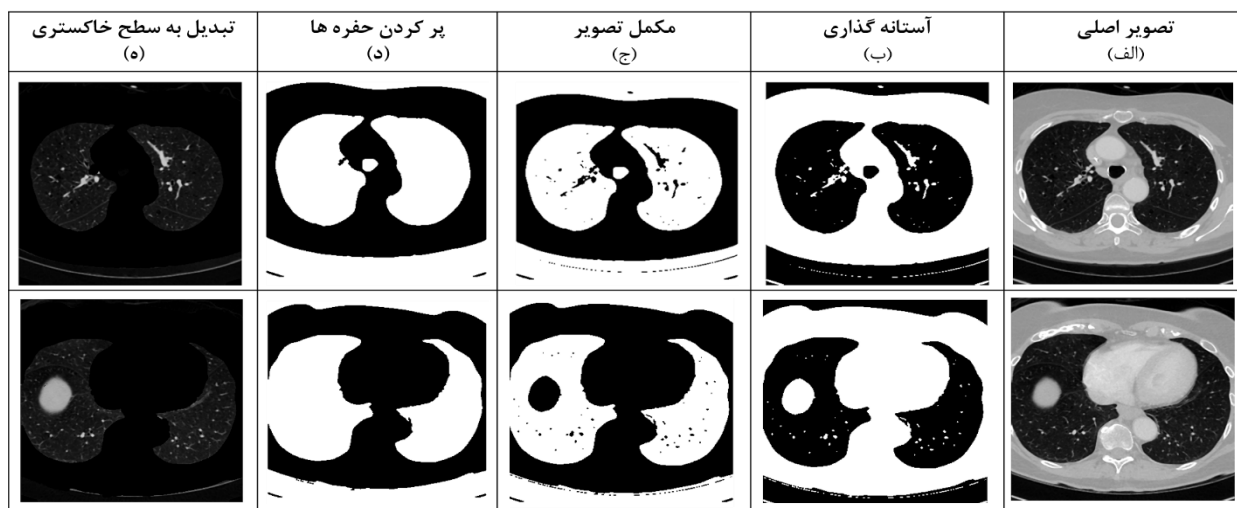 تصویر اصلی
(الف)
آستانه گذاری
(ب)
مکمل تصویر
(ج)
پر کردن حفره ها
(د)
تبدیل به سطح خاکستری
(ه)